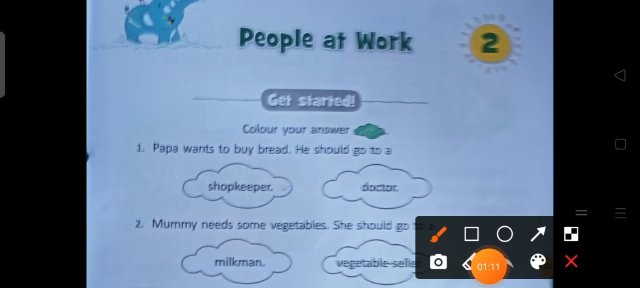 People at Work
2
Get started!
Colour your answer
1. Papa wants to buy bread. He should go to a
shopkeeper. doctor.
2. Mummy needs some vegetables. She should go
milkman.
01:11